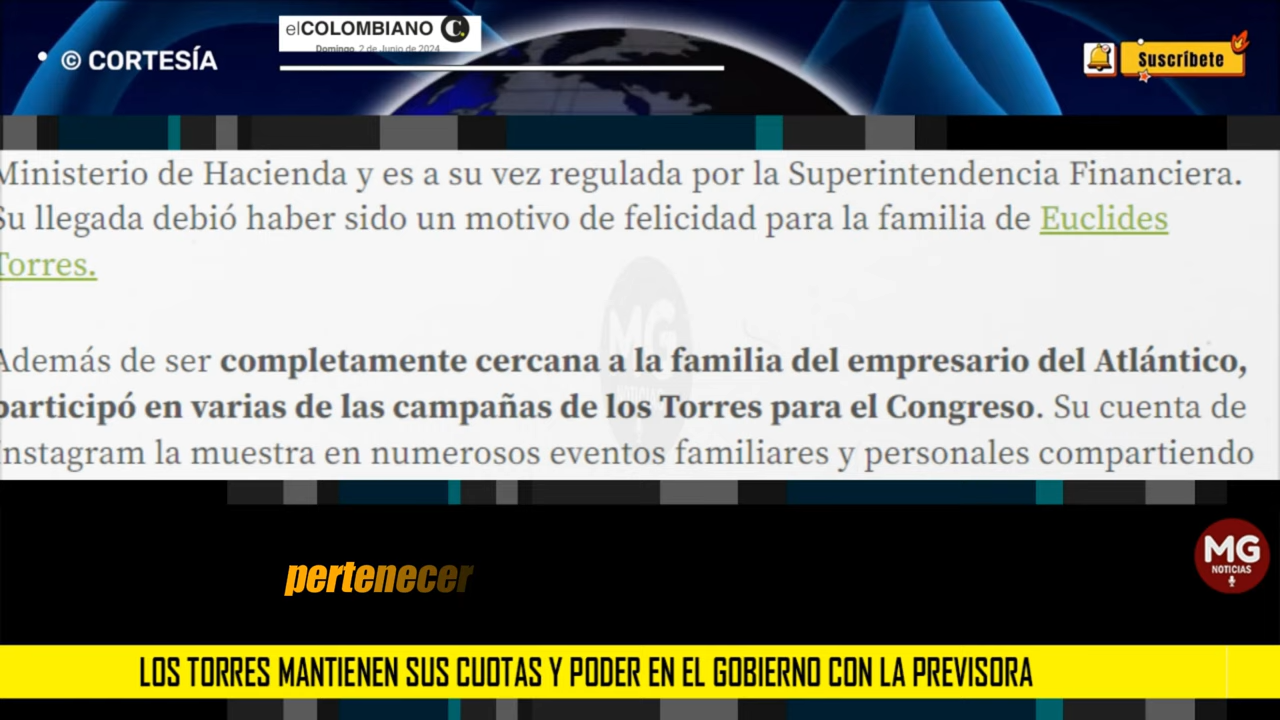 elCOLOMBIANO C
Domingo, 2 de Junio de 2024
© CORTESÍA
Suscríbete
Ministerio de Hacienda y es a su vez regulada por la Superintendencia Financiera.
Su llegada debió haber sido un motivo de felicidad para la familia de Euclides
Torres.
Además de ser completamente cercana a la familia del empresario del Atlántico,
participó en varias de las campañas de los Torres para el Congreso. Su cuenta de
Instagram la muestra en numerosos eventos familiares y personales compartiendo
MG
NOTICIAS
pertenecer
MG
NOTICIAS
LOS TORRES MANTIENEN SUS CUOTAS Y PODER EN EL GOBIERNO CON LA PREVISORA